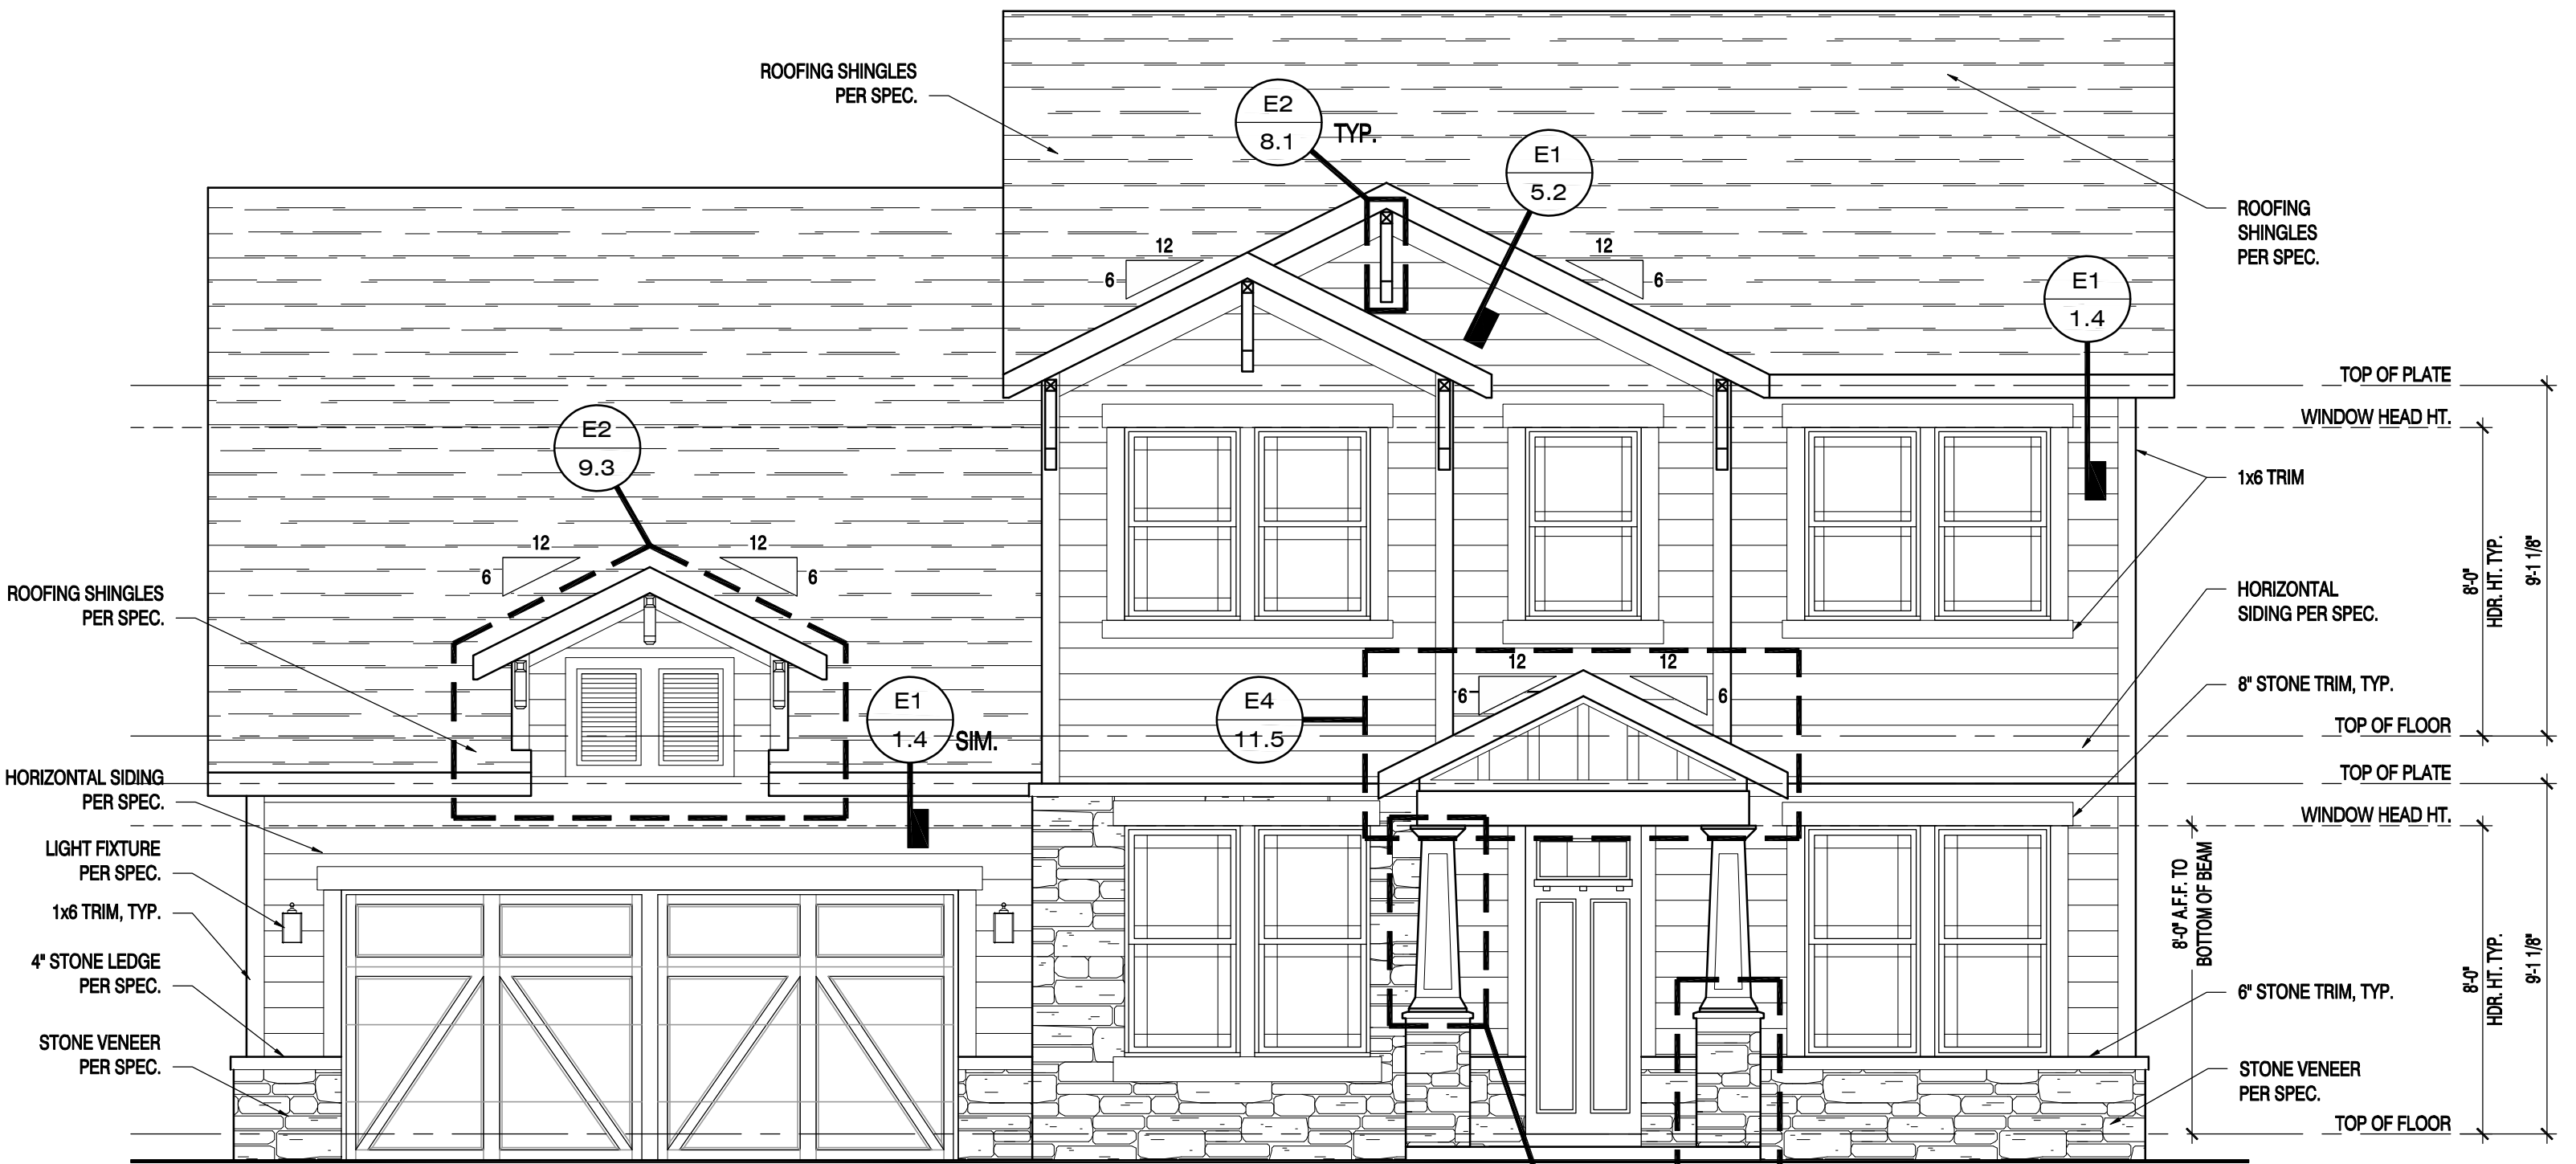 ROOFING SHINGLES
PER SPEC.
E2
8.1
TYP.
E1
5.2
ROOFING
SHINGLES
PER SPEC.
12
6
12
6
E1
1.4
TOP OF PLATE
WINDOW HEAD HT.
E2
9.3
1x6 TRIM
12
6
12
6
8'-0"
HDR. HT. TYP.
9'-1 1/8"
ROOFING SHINGLES
PER SPEC.
HORIZONTAL
SIDING PER SPEC.
12
6
12
6
E1
1.4
SIM.
E4
11.5
8" STONE TRIM, TYP.
TOP OF FLOOR
HORIZONTAL SIDING
PER SPEC.
TOP OF PLATE
WINDOW HEAD HT.
LIGHT FIXTURE
PER SPEC.
1x6 TRIM, TYP.
8'-0" A.F.F. TO
BOTTOM OF BEAM
8'-0"
HDR. HT. TYP.
9'-1 1/8"
4" STONE LEDGE
PER SPEC.
6" STONE TRIM, TYP.
STONE VENEER
PER SPEC.
STONE VENEER
PER SPEC.
TOP OF FLOOR